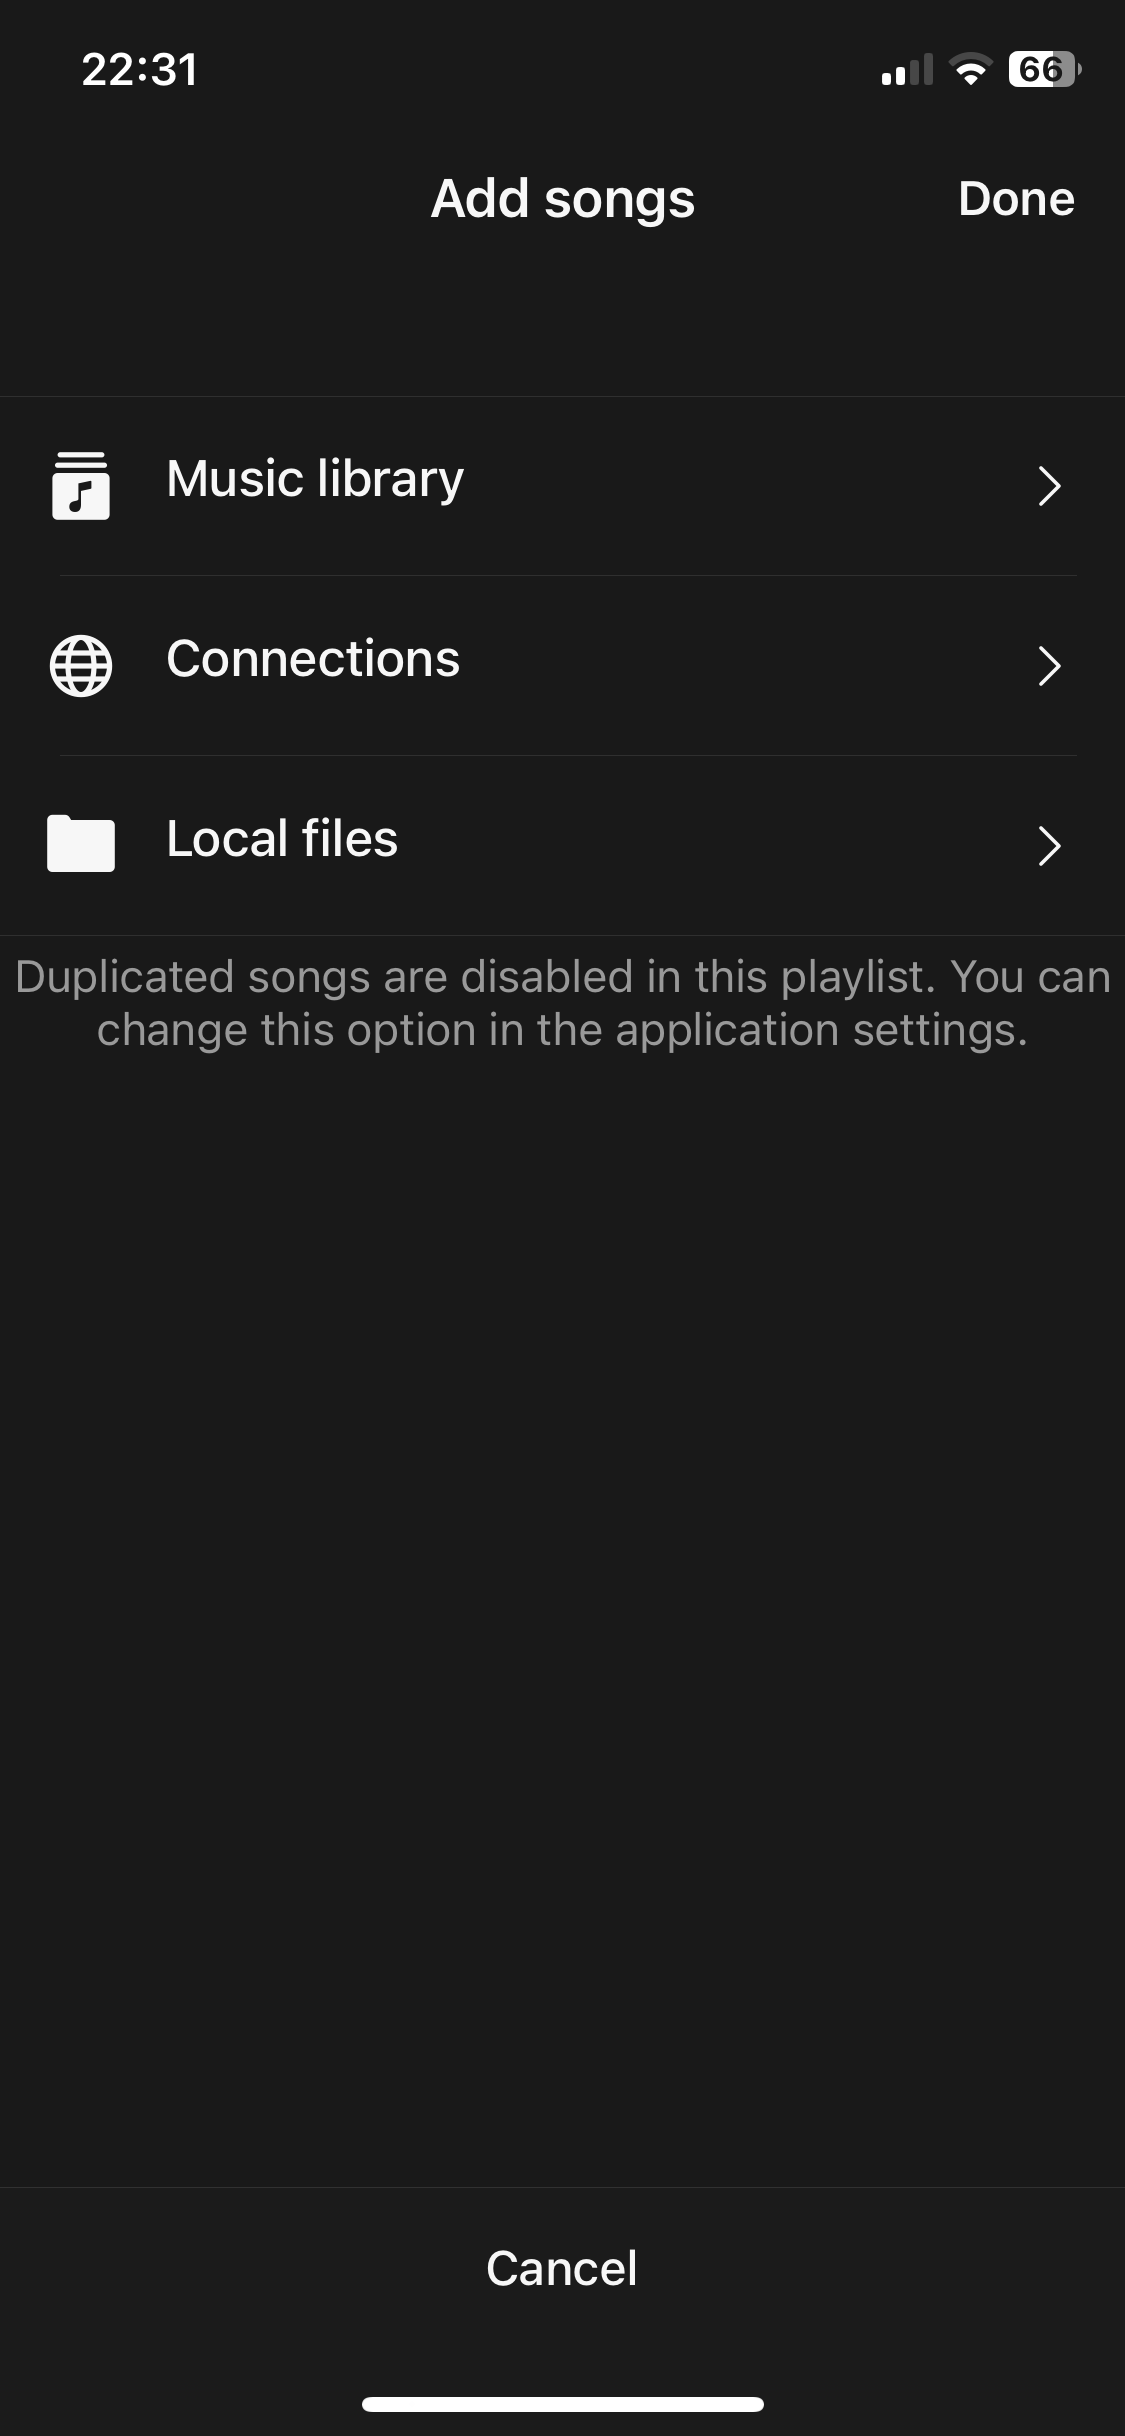 22:31
66
Add songs
Done
Music library
Connections
Local files
Duplicated songs are disabled in this playlist. You can
change this option in the application settings.
Cancel